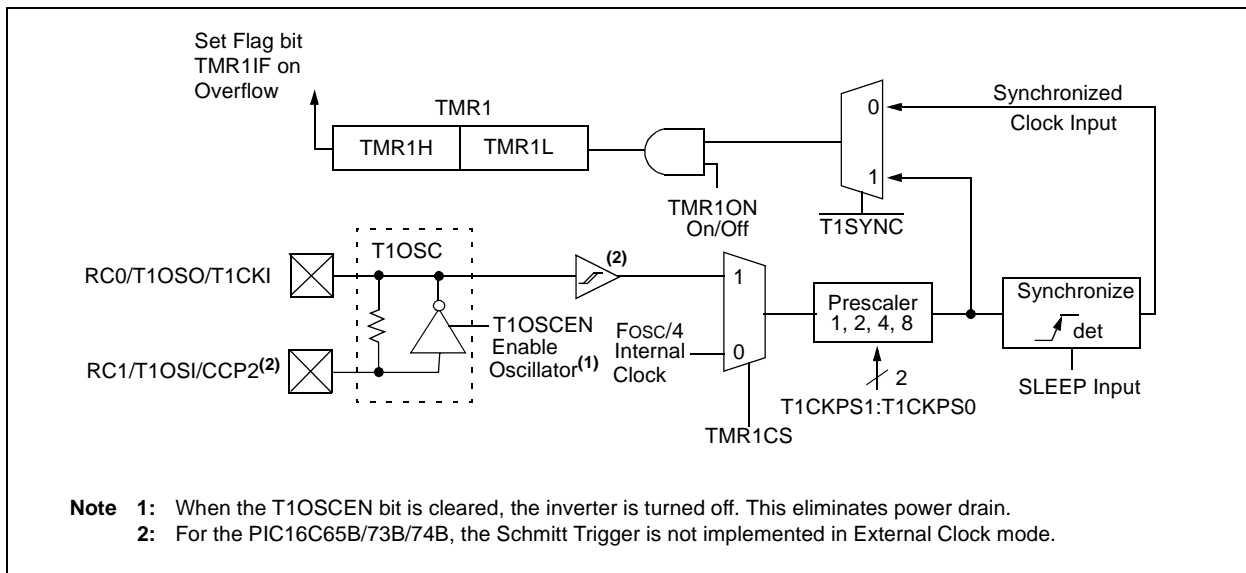 Set Flag bit
TMR1IF on
Overflow
TMR1
TMR1H
TMR1L
0
1
Synchronized
Clock Input
TMR1ON
On/Off
T1SYNC
T1OSC
RC0/T1OSO/T1CKI
(2)
1
Prescaler
1, 2, 4, 8
Synchronize
det
T1OSCEN
Enable
Oscillator(1)
FOSC/4
Internal
Clock
0
RC1/T1OSI/CCP2(2)
2
T1CKPS1:T1CKPS0
SLEEP Input
TMR1CS
Note 1: When the T1OSCEN bit is cleared, the inverter is turned off. This eliminates power drain.
2: For the PIC16C65B/73B/74B, the Schmitt Trigger is not implemented in External Clock mode.